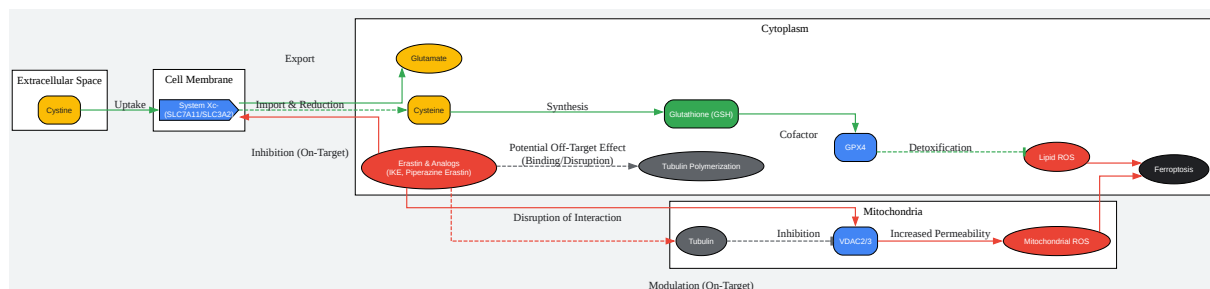 Cytoplasm
Export
Glutamate
Extracellular Space
Cell Membrane
Cystine
Uptake
System Xc-
(SLC7A11/SLC3A2)
Import & Reduction
Cysteine
Synthesis
Glutathione (GSH)
Cofactor
GPX4
Detoxification
Lipid ROS
Ferroptosis
Inhibition (On-Target)
Erastin & Analogs
(IKE, Piperazine Erastin)
Potential Off-Target Effect
(Binding/Disruption)
Tubulin Polymerization
Disruption of Interaction
Mitochondria
Tubulin
Inhibition
VDAC2/3
Increased Permeability
Mitochondrial ROS
Modulation (On-Target)